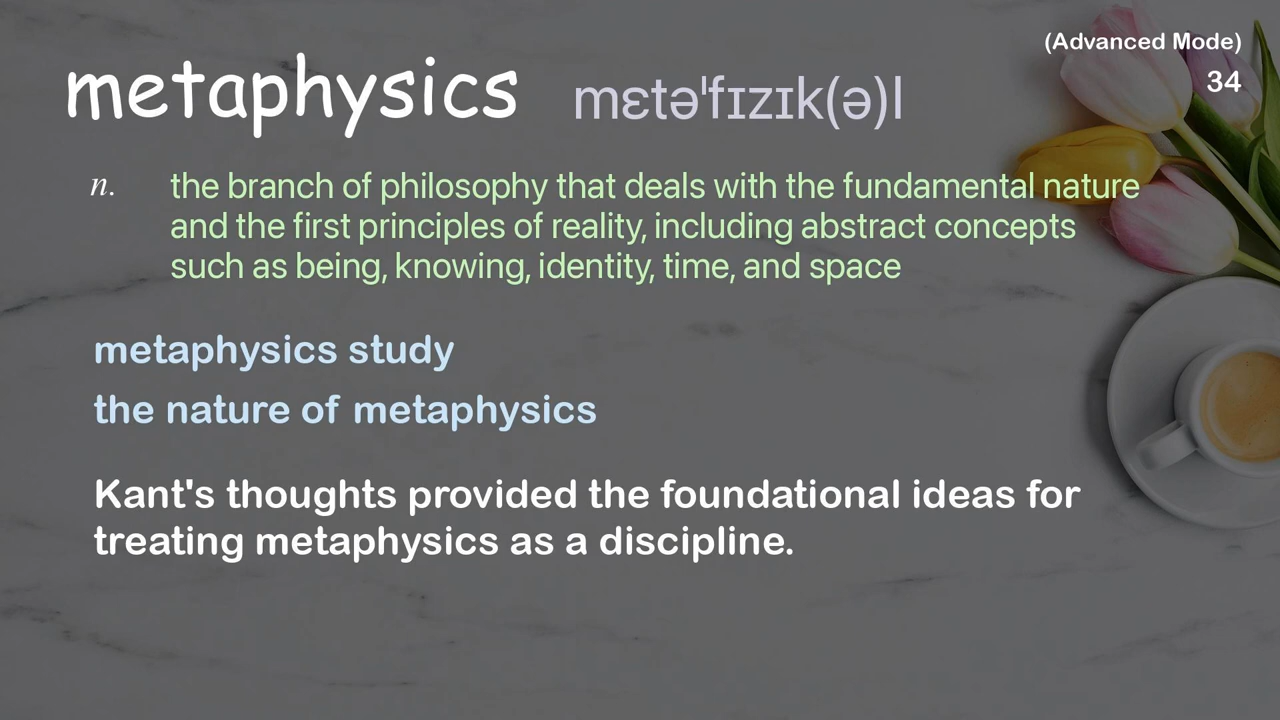 (Advanced Mode)
34
metaphysics mɛtəˈfɪzɪk(ə)l
n. the branch of philosophy that deals with the fundamental nature
and the first principles of reality, including abstract concepts
such as being, knowing, identity, time, and space
metaphysics study
the nature of metaphysics
Kant's thoughts provided the foundational ideas for
treating metaphysics as a discipline.